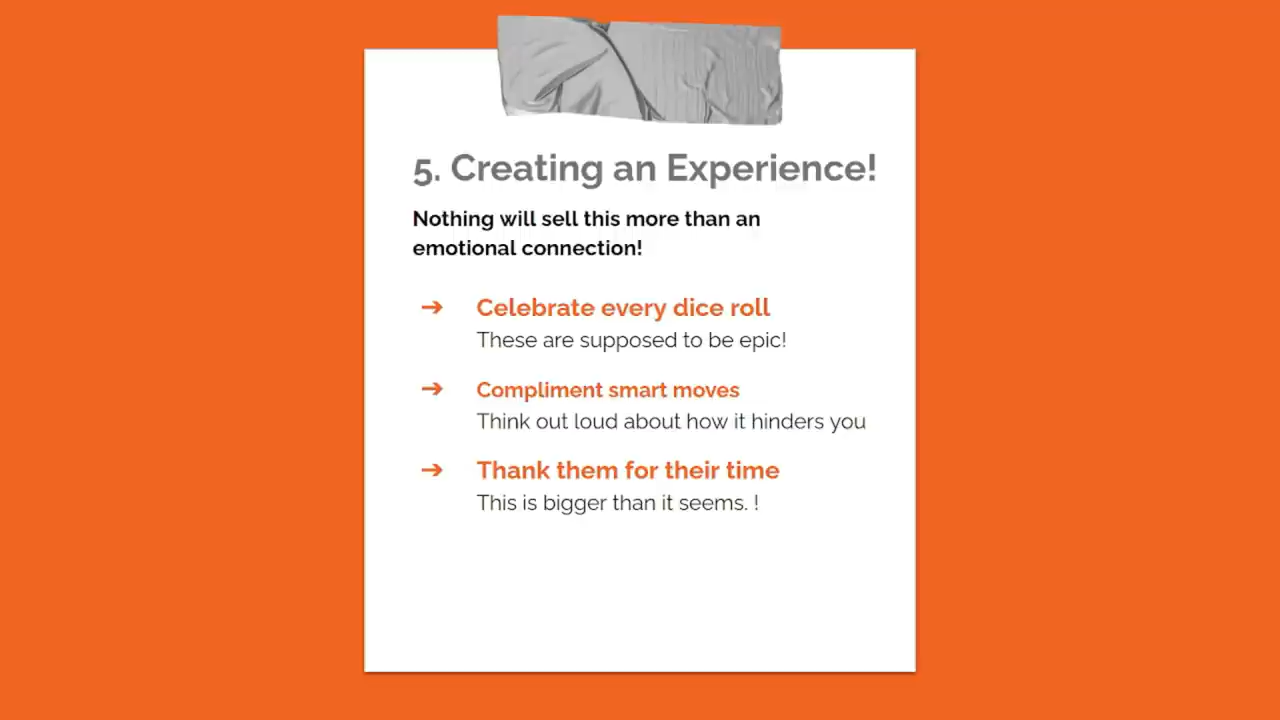 5. Creating an Experience!
Nothing will sell this more than an
emotional connection!
➔ Celebrate every dice roll
These are supposed to be epic!
➔ Compliment smart moves
Think out loud about how it hinders you
➔ Thank them for their time
This is bigger than it seems. !